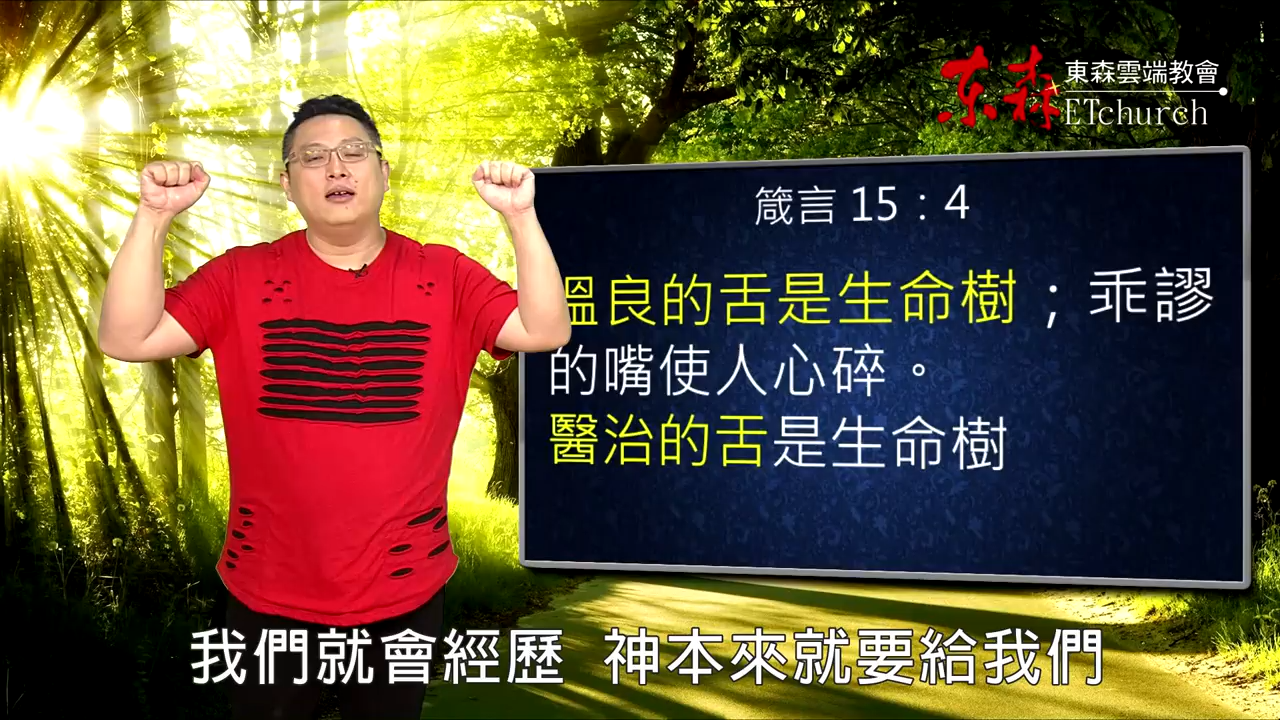 东森 東森雲端教會
ETchurch
箴言 15：4
溫良的舌是生命樹；乖謬
的嘴使人心碎。
醫治的舌是生命樹
我們就會經歷 神本來就要給我們